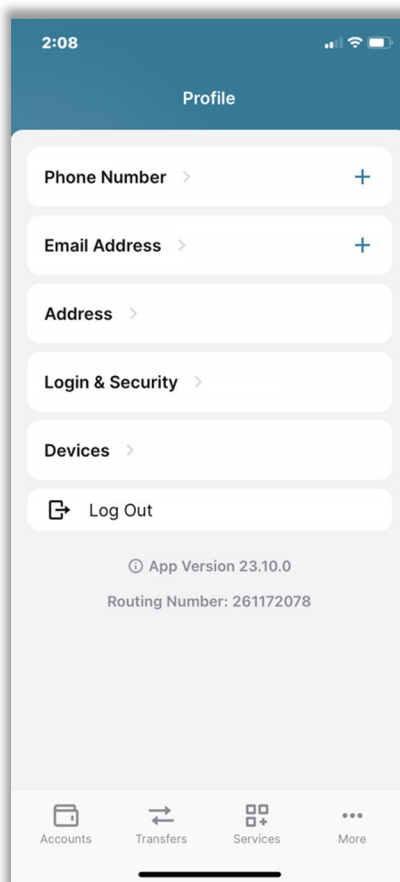 2:08
Profile
Phone Number
Email Address
Address
Login & Security
Devices
Log Out
App Version 23.10.0
Routing Number: 261172078
Accounts Transfers Services More